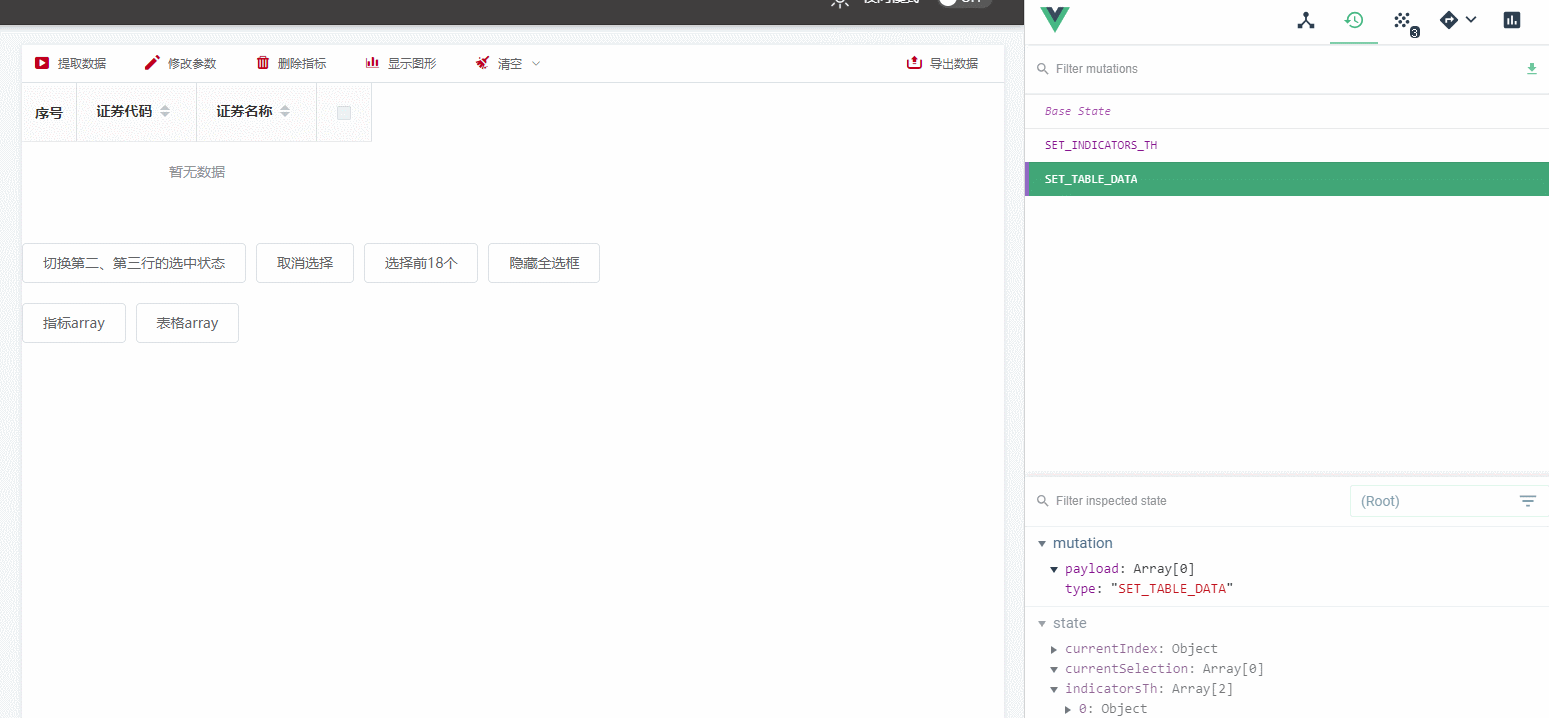 提取数据 修改参数 删除指标 显示图形 清空 导出数据
序号 证券代码 证券名称
暂无数据
切换第二、第三行的选中状态 取消选择 选择前18个 隐藏全选框
指标array 表格array
3
Filter mutations
Base State
SET_INDICATORS_TH
SET_TABLE_DATA
Filter inspected state (Root)
mutation
payload: Array[0]
type: "SET_TABLE_DATA"
state
currentIndex: Object
currentSelection: Array[0]
indicatorsTh: Array[2]
0: Object